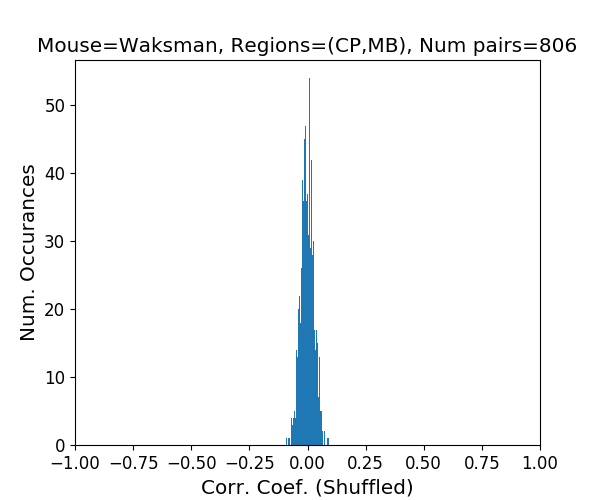 Mouse=Waksman, Regions=(CP,MB), Num pairs=806
Num. Occurances
50
40
30
20
10
0
−1.00 −0.75 −0.50 −0.25 0.00 0.25 0.50 0.75 1.00
Corr. Coef. (Shuffled)